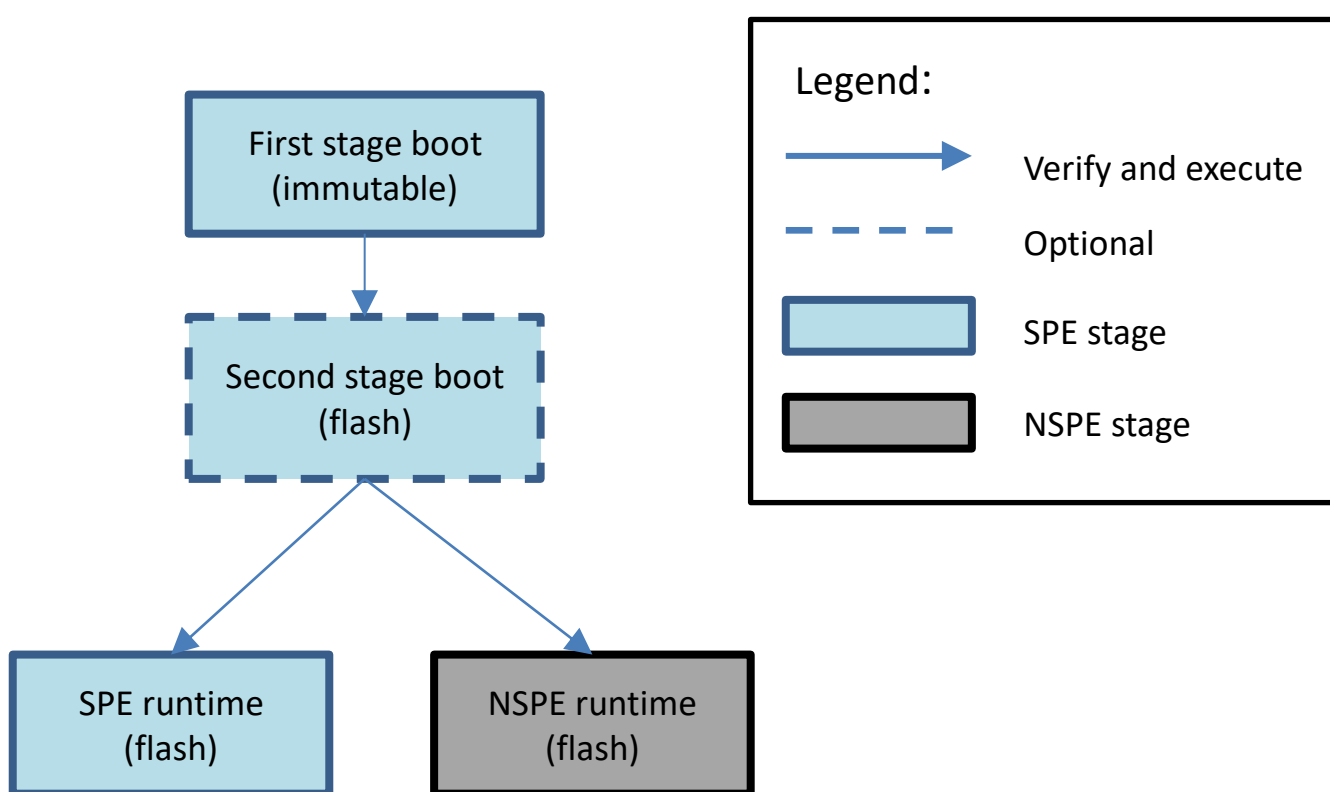 First stage boot
(immutable)
Second stage boot
(flash)
SPE runtime
(flash)
NSPE runtime
(flash)
Legend:
Verify and execute
Optional
SPE stage
NSPE stage